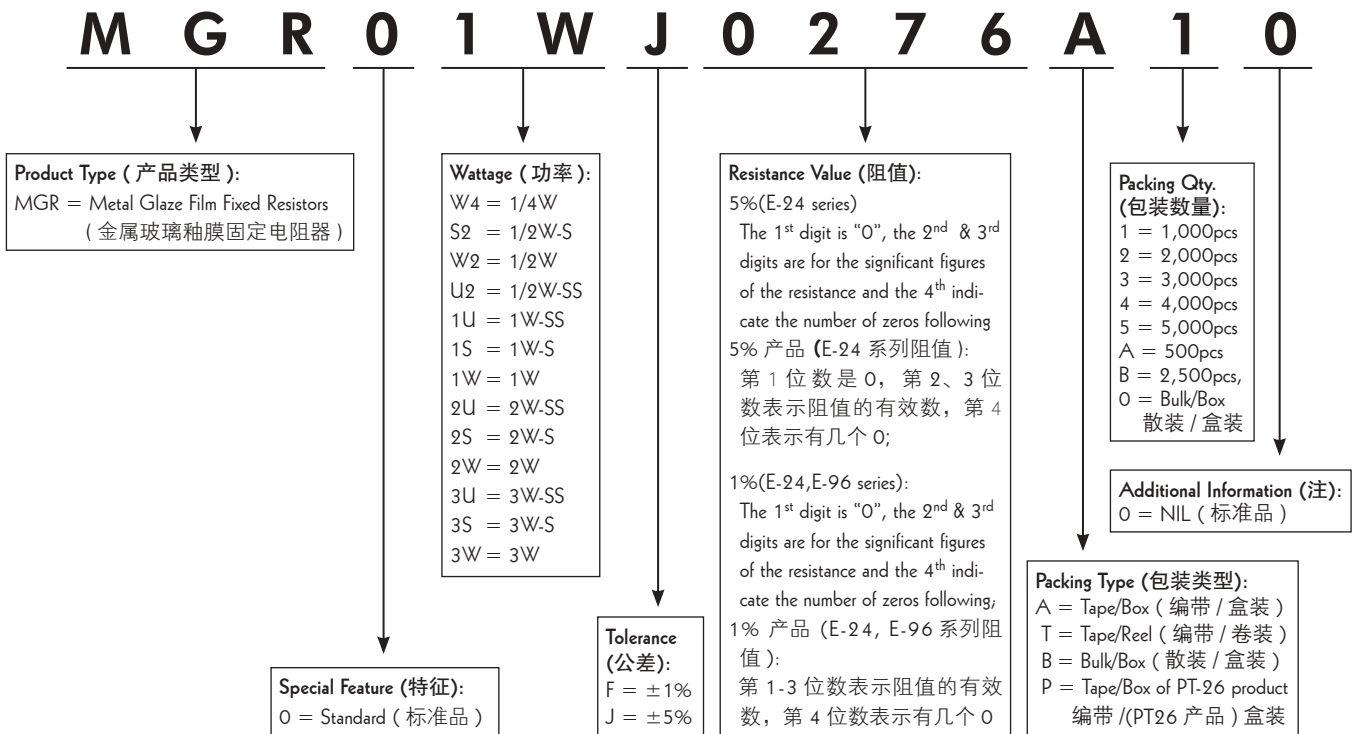 M G R 0 1 W J 0 2 7 6 A 1 0
Product Type ( 产品类型 ):
MGR = Metal Glaze Film Fixed Resistors
( 金属玻璃釉膜固定电阻器 )
Special Feature (特征):
0 = Standard ( 标准品 )
Wattage ( 功率 ):
W4 = 1/4W
S2 = 1/2W-S
W2 = 1/2W
U2 = 1/2W-SS
1U = 1W-SS
1S = 1W-S
1W = 1W
2U = 2W-SS
2S = 2W-S
2W = 2W
3U = 3W-SS
3S = 3W-S
3W = 3W
Tolerance
(公差):
F = ±1%
J = ±5%
Resistance Value (阻值):
5%(E-24 series)
The 1st digit is "0", the 2nd & 3rd
digits are for the significant figures
of the resistance and the 4th indi-
cate the number of zeros following
5% 产品 (E-24 系列阻值 ):
第 1 位数是 0，第 2、3 位
数表示阻值的有效数，第 4
位表示有几个 0;
1%(E-24,E-96 series):
The 1st digit is "0", the 2nd & 3rd
digits are for the significant figures
of the resistance and the 4th indi-
cate the number of zeros following;
1% 产品 (E-24, E-96 系列阻
值 ):
第 1-3 位数表示阻值的有效
数，第 4 位数表示有几个 0
Packing Type (包装类型):
A = Tape/Box ( 编带 / 盒装 )
T = Tape/Reel ( 编带 / 卷装 )
B = Bulk/Box ( 散装 / 盒装 )
P = Tape/Box of PT-26 product
编带 /(PT26 产品 ) 盒装
Packing Qty.
(包装数量):
1 = 1,000pcs
2 = 2,000pcs
3 = 3,000pcs
4 = 4,000pcs
5 = 5,000pcs
A = 500pcs
B = 2,500pcs,
0 = Bulk/Box
散装 / 盒装
Additional Information (注):
0 = NIL ( 标准品 )